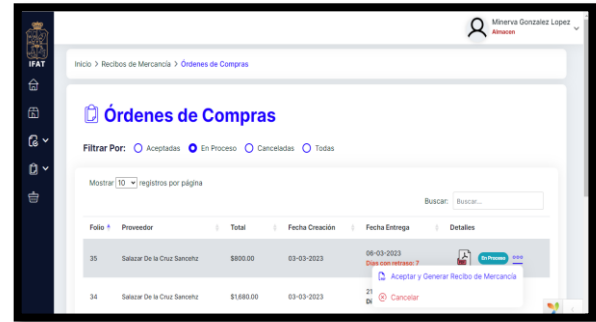 Minerva Gonzalez Lopez
Almacen
IFAT
Inicio > Recibos de Mercancía > Órdenes de Compras
Órdenes de Compras
Filtrar Por: Aceptadas En Proceso Canceladas Todas
Mostrar 10 registros por página
Buscar: Buscar...
Folio Proveedor Total Fecha Creación Fecha Entrega Detalles
35 Salazar De la Cruz Sancehz $800.00 03-03-2023 06-03-2023 En Proceso
Días con retraso: 7
Aceptar y Generar Recibo de Mercancía
34 Salazar De la Cruz Sancehz $1,680.00 03-03-2023 21
Cancelar